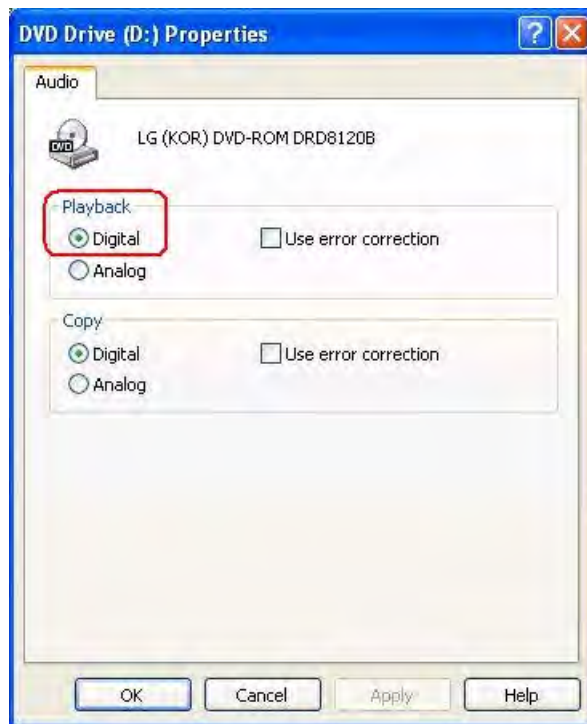 DVD Drive (D:) Properties
Audio
DVD
LG (KOR) DVD-ROM DRD8120B
Playback
Digital
Use error correction
Analog
Copy
Digital
Use error correction
Analog
OK
Cancel
Apply
Help